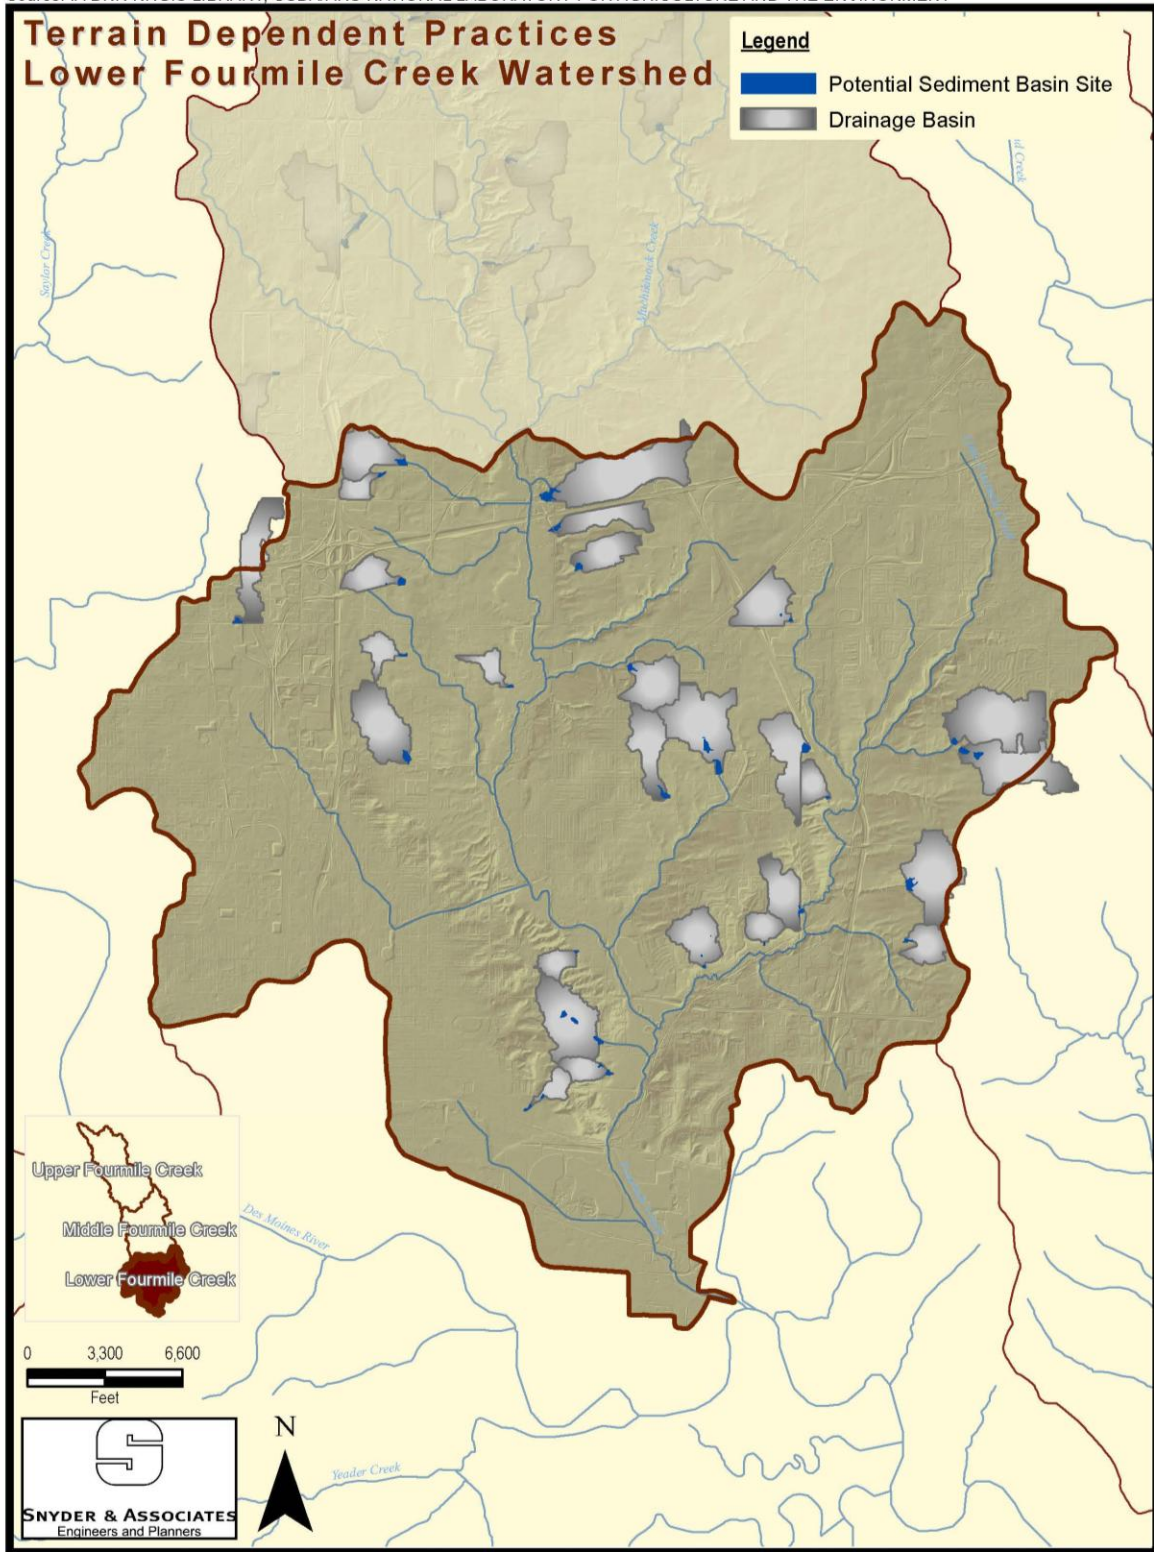 Terrain Dependent Practices
Lower Fourmile Creek Watershed
Legend
Potential Sediment Basin Site
Drainage Basin
Saylor Creek
Muchikinock Creek
Creek
Upper Fourmile Creek
Middle Fourmile Creek
Lower Fourmile Creek
Des Moines River
0 3,300 6,600
Feet
N
S
SNYDER & ASSOCIATES
Engineers and Planners
Yeader Creek